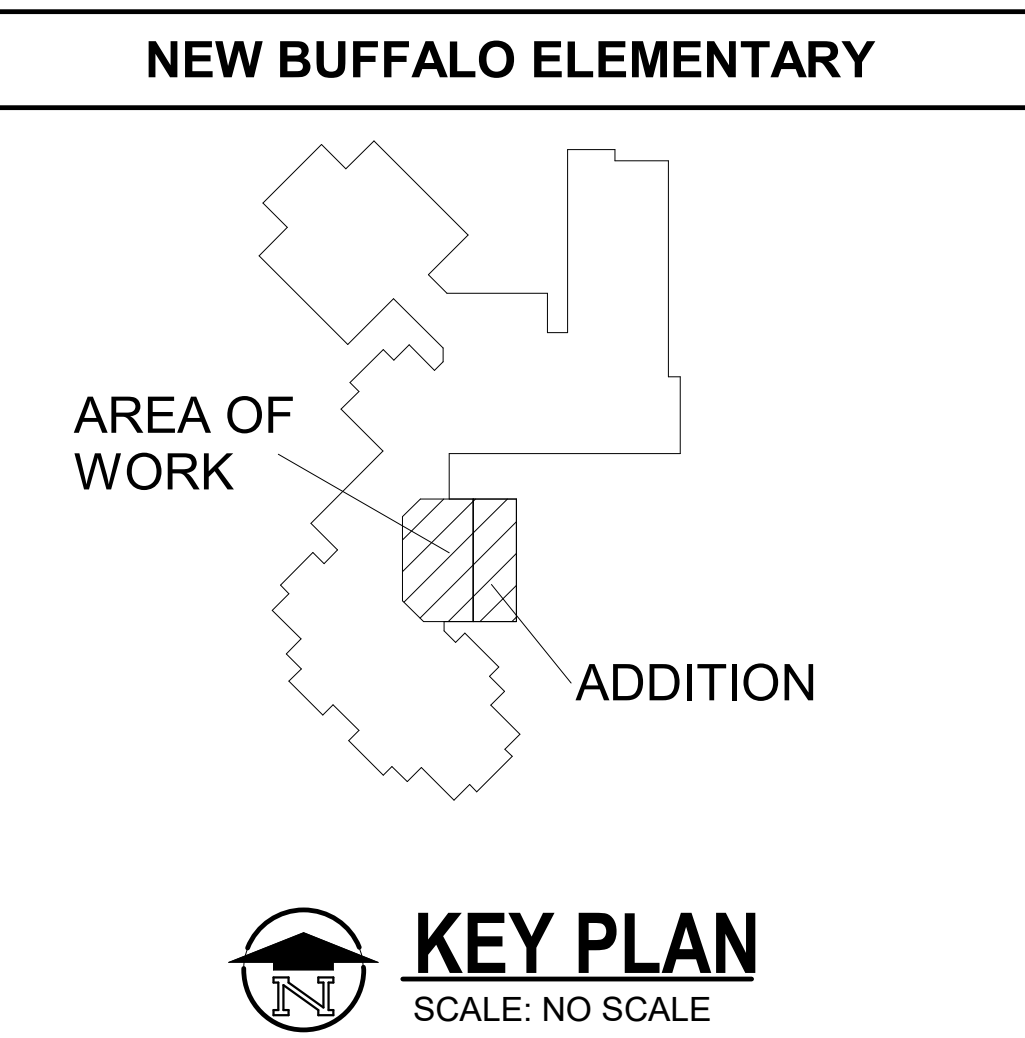 NEW BUFFALO ELEMENTARY
AREA OF
WORK
ADDITION
N
KEY PLAN
SCALE: NO SCALE